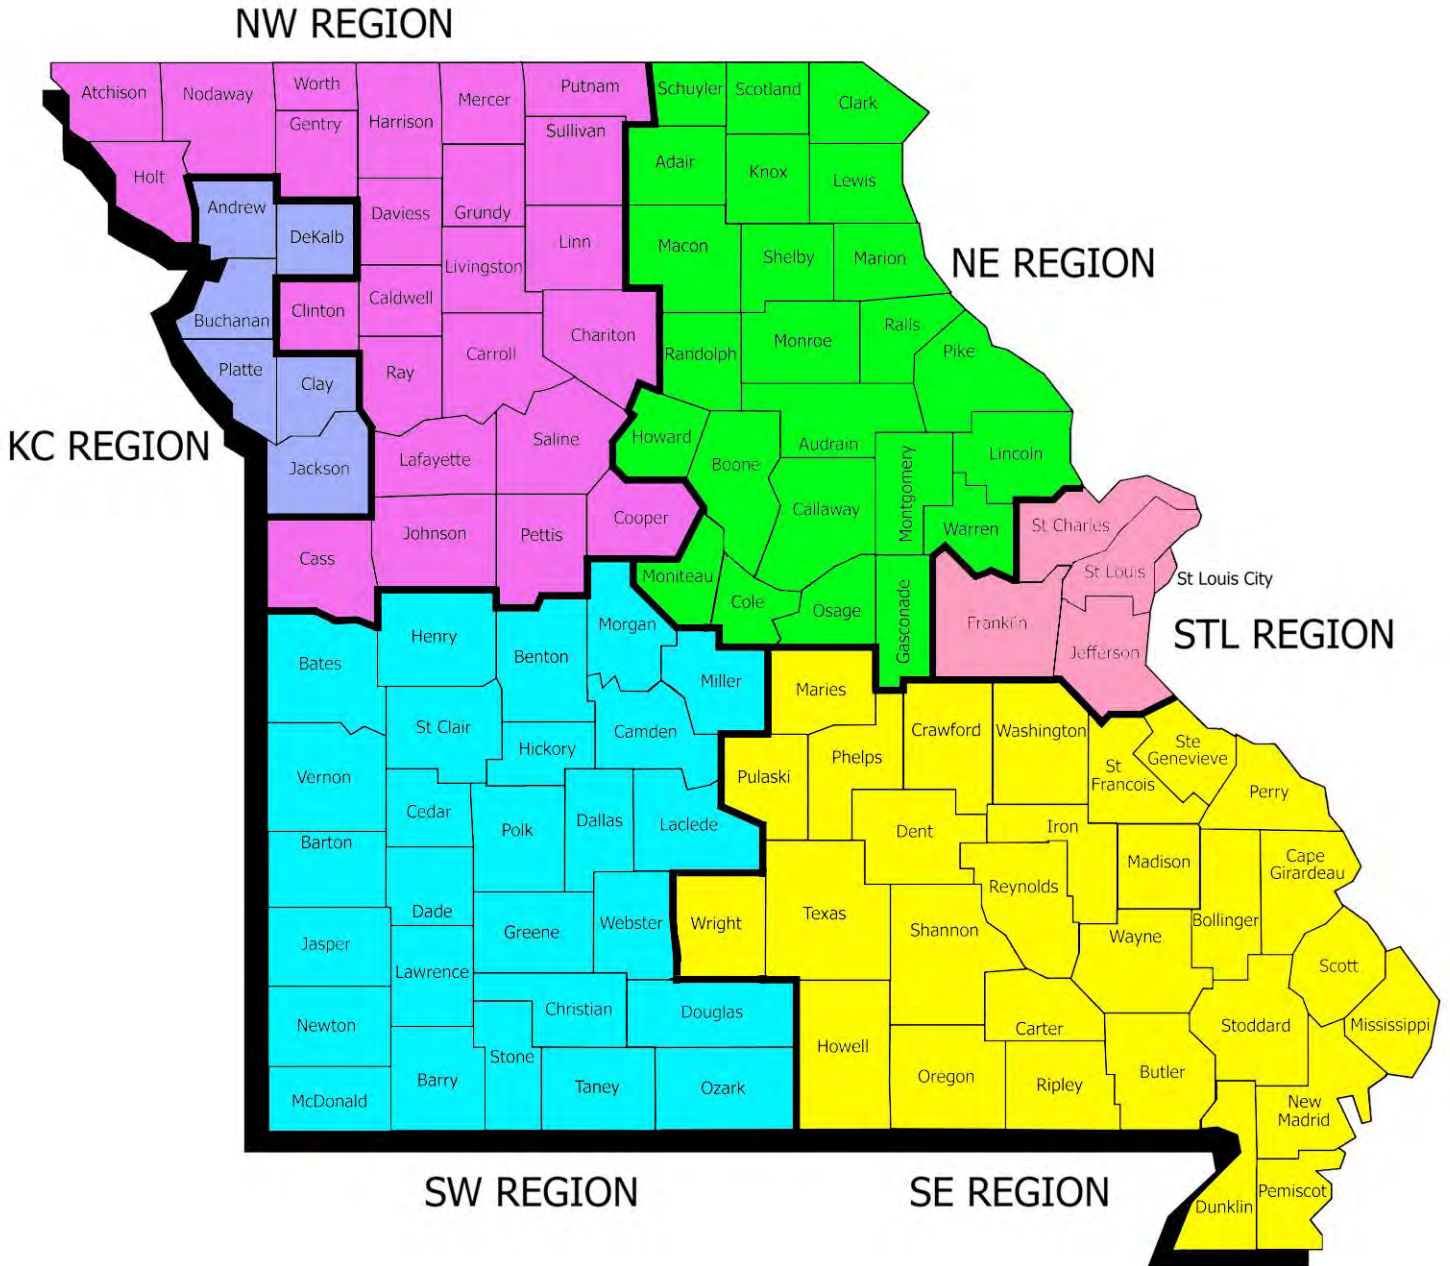 NW REGION
Atchison
Nodaway
Worth
Gentry
Harrison
Mercer
Putnam
Sullivan
Schuyler
Scotland
Clark
Holt
Andrew
DeKalb
Daviess
Grundy
Linn
Adair
Knox
Lewis
Macon
Shelby
Marion
NE REGION
Buchanan
Clinton
Caldwell
Livingston
Chariton
Randolph
Monroe
Ralls
Pike
Platte
Clay
Ray
Carroll
KC REGION
Jackson
Lafayette
Saline
Howard
Boone
Audrain
Montgomery
Lincoln
Cass
Johnson
Pettis
Cooper
Callaway
Warren
St Charles
St Louis
St Louis City
Moniteau
Cole
Osage
Gasconade
Franklin
Jefferson
STL REGION
Bates
Henry
Benton
Morgan
Miller
Maries
St Clair
Hickory
Camden
Pulaski
Phelps
Crawford
Washington
St
Francois
Ste
Genevieve
Perry
Vernon
Cedar
Polk
Dallas
Laclede
Dent
Iron
Madison
Cape
Girardeau
Barton
Dade
Greene
Webster
Wright
Texas
Shannon
Reynolds
Wayne
Bollinger
Scott
Jasper
Lawrence
Christian
Douglas
Newton
Stone
Howell
Carter
Stoddard
Mississippi
McDonald
Barry
Taney
Ozark
Oregon
Ripley
Butler
New
Madrid
SW REGION
SE REGION
Dunklin
Pemiscot